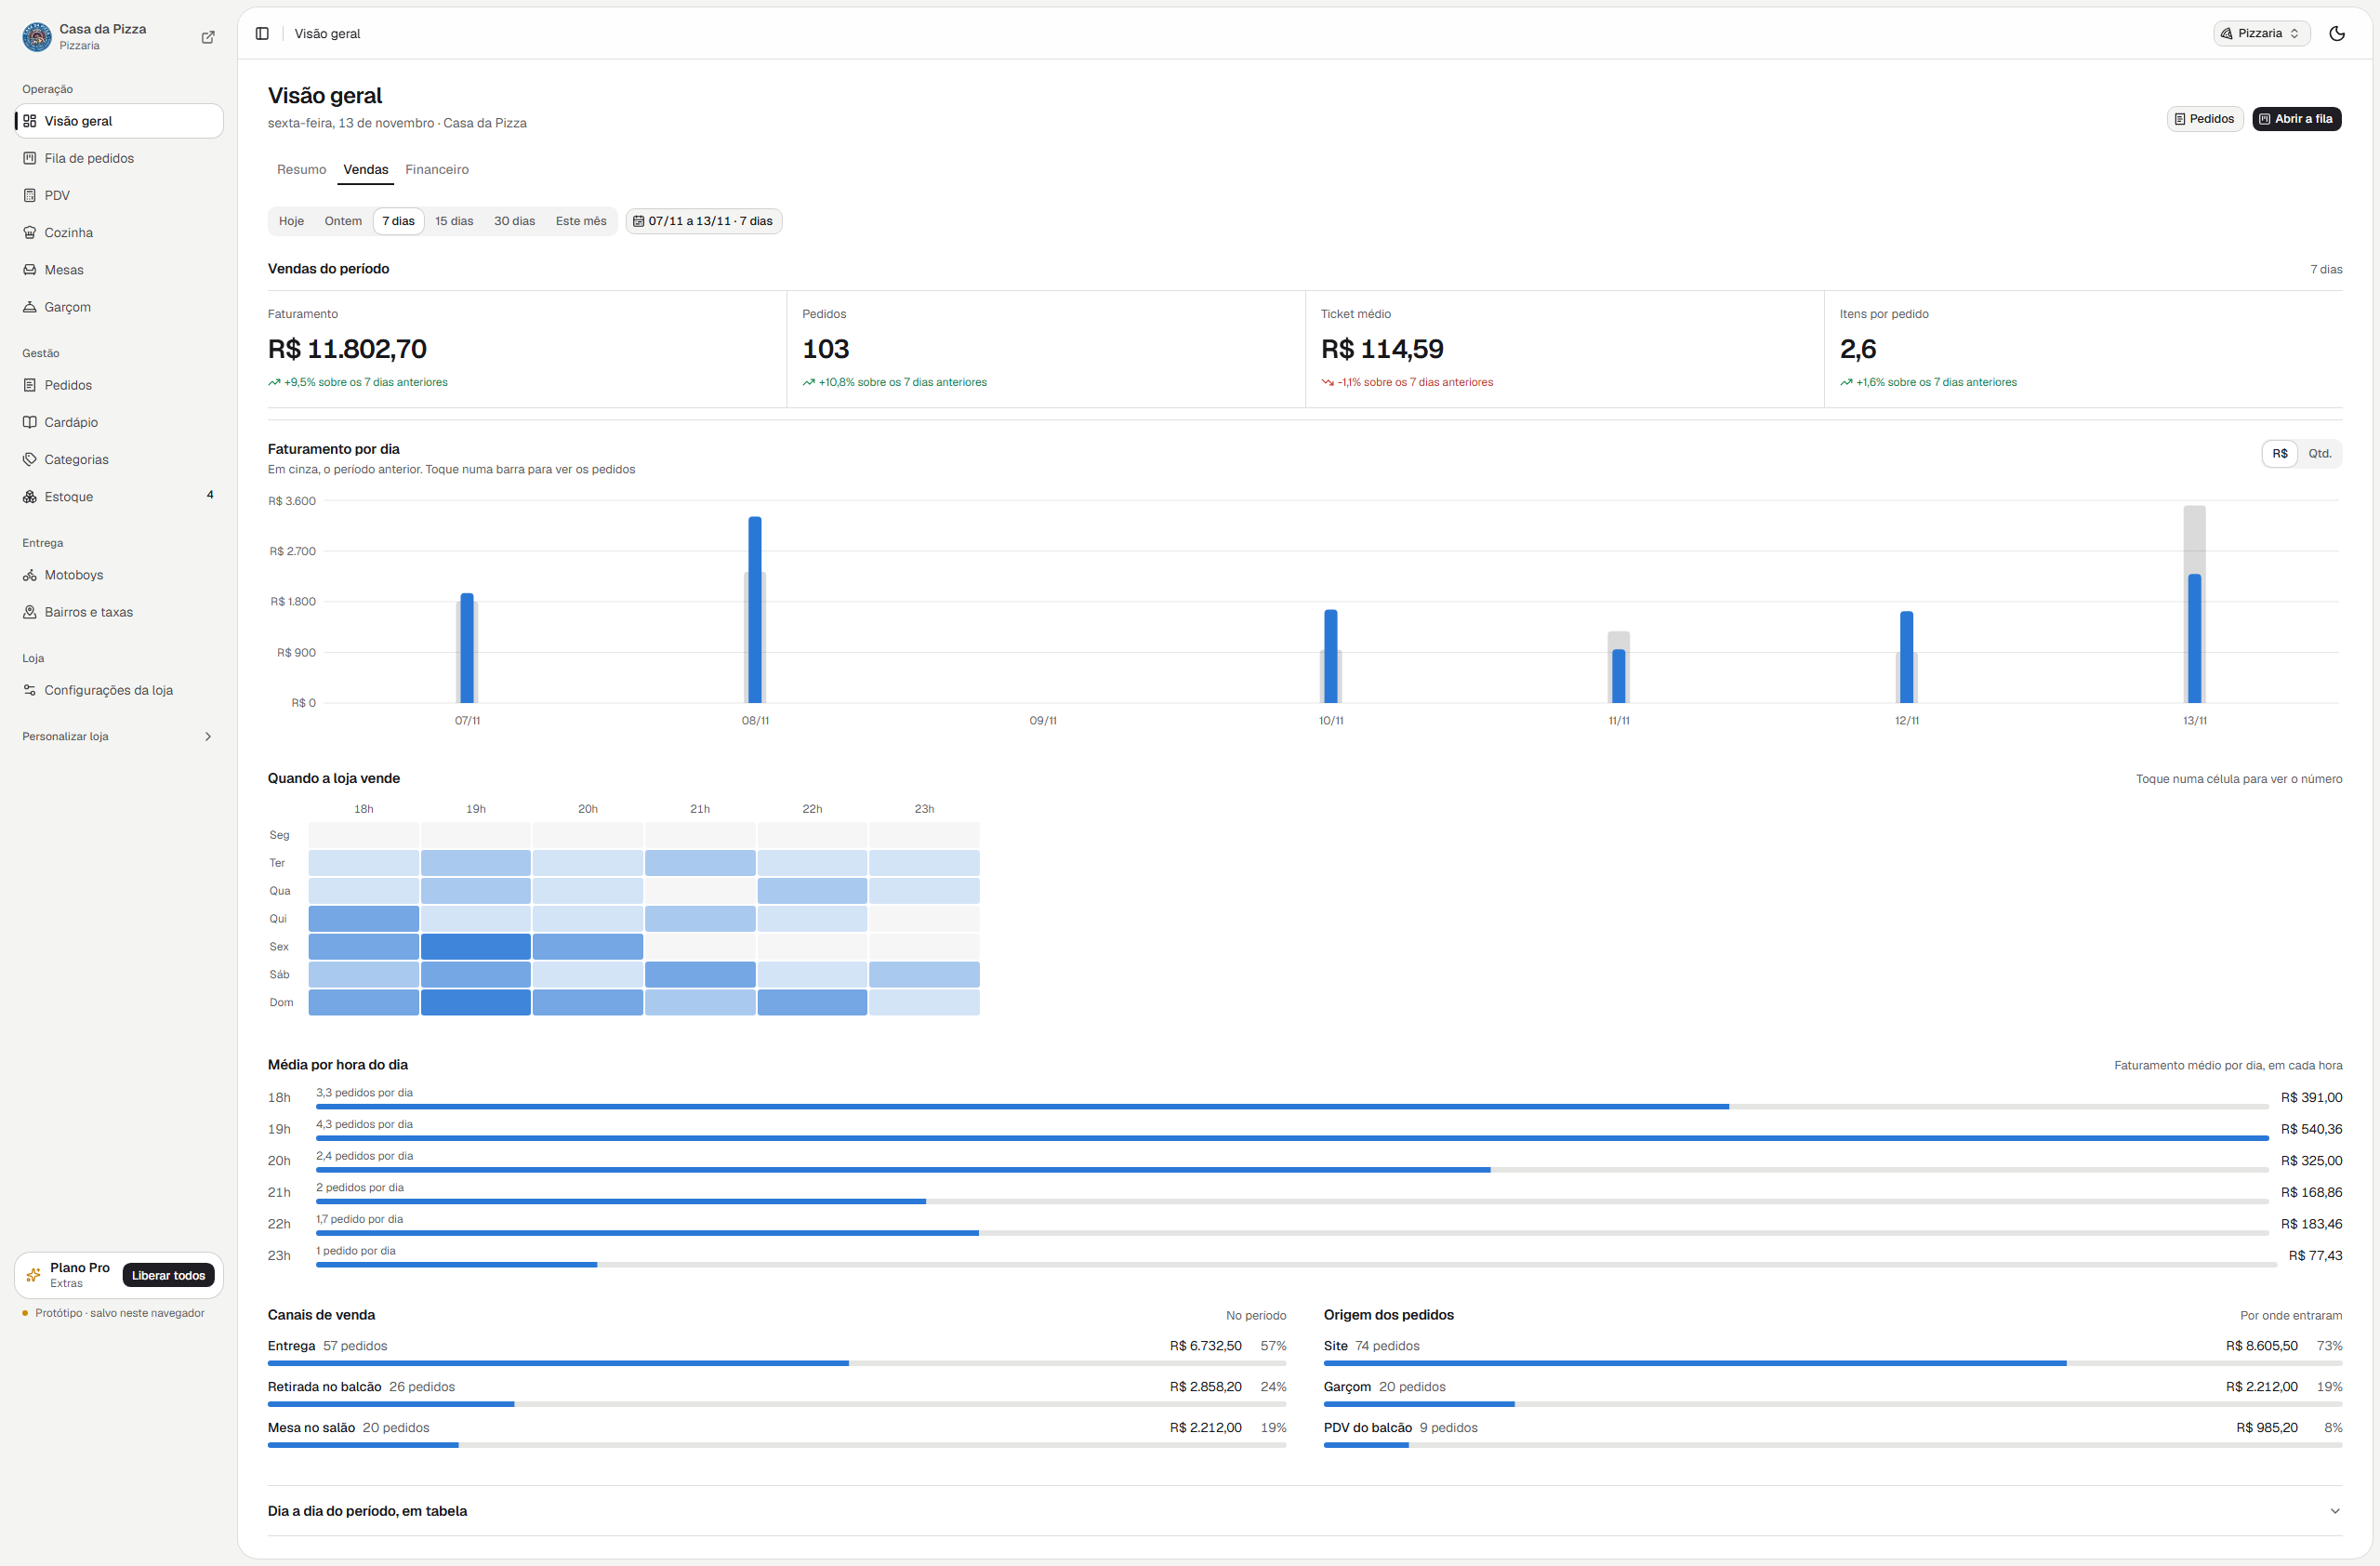 Casa da Pizza
Pizzaria
Operação
Visão geral
Fila de pedidos
PDV
Cozinha
Mesas
Garçom
Gestão
Pedidos
Cardápio
Categorias
Estoque 4
Entrega
Motoboys
Bairros e taxas
Loja
Configurações da loja
Personalizar loja
Plano Pro
Extras
Liberar todos
Protótipo · salvo neste navegador
Visão geral
Pizzaria
Visão geral
sexta-feira, 13 de novembro · Casa da Pizza
Pedidos
Abrir a fila
Resumo Vendas Financeiro
Hoje Ontem 7 dias 15 dias 30 dias Este mês 07/11 a 13/11 · 7 dias
Vendas do período 7 dias
Faturamento
R$ 11.802,70
+9,5% sobre os 7 dias anteriores
Pedidos
103
+10,8% sobre os 7 dias anteriores
Ticket médio
R$ 114,59
-1,1% sobre os 7 dias anteriores
Itens por pedido
2,6
+1,6% sobre os 7 dias anteriores
Faturamento por dia
Em cinza, o período anterior. Toque numa barra para ver os pedidos
R$ Qtd.
R$ 3.600
R$ 2.700
R$ 1.800
R$ 900
R$ 0
07/11 08/11 09/11 10/11 11/11 12/11 13/11
Quando a loja vende Toque numa célula para ver o número
18h 19h 20h 21h 22h 23h
Seg
Ter
Qua
Qui
Sex
Sáb
Dom
Média por hora do dia Faturamento médio por dia, em cada hora
18h 3,3 pedidos por dia R$ 391,00
19h 4,3 pedidos por dia R$ 540,36
20h 2,4 pedidos por dia R$ 325,00
21h 2 pedidos por dia R$ 168,86
22h 1,7 pedido por dia R$ 183,46
23h 1 pedido por dia R$ 77,43
Canais de venda No período
Entrega 57 pedidos R$ 6.732,50 57%
Retirada no balcão 26 pedidos R$ 2.858,20 24%
Mesa no salão 20 pedidos R$ 2.212,00 19%
Origem dos pedidos Por onde entraram
Site 74 pedidos R$ 8.605,50 73%
Garçom 20 pedidos R$ 2.212,00 19%
PDV do balcão 9 pedidos R$ 985,20 8%
Dia a dia do período, em tabela